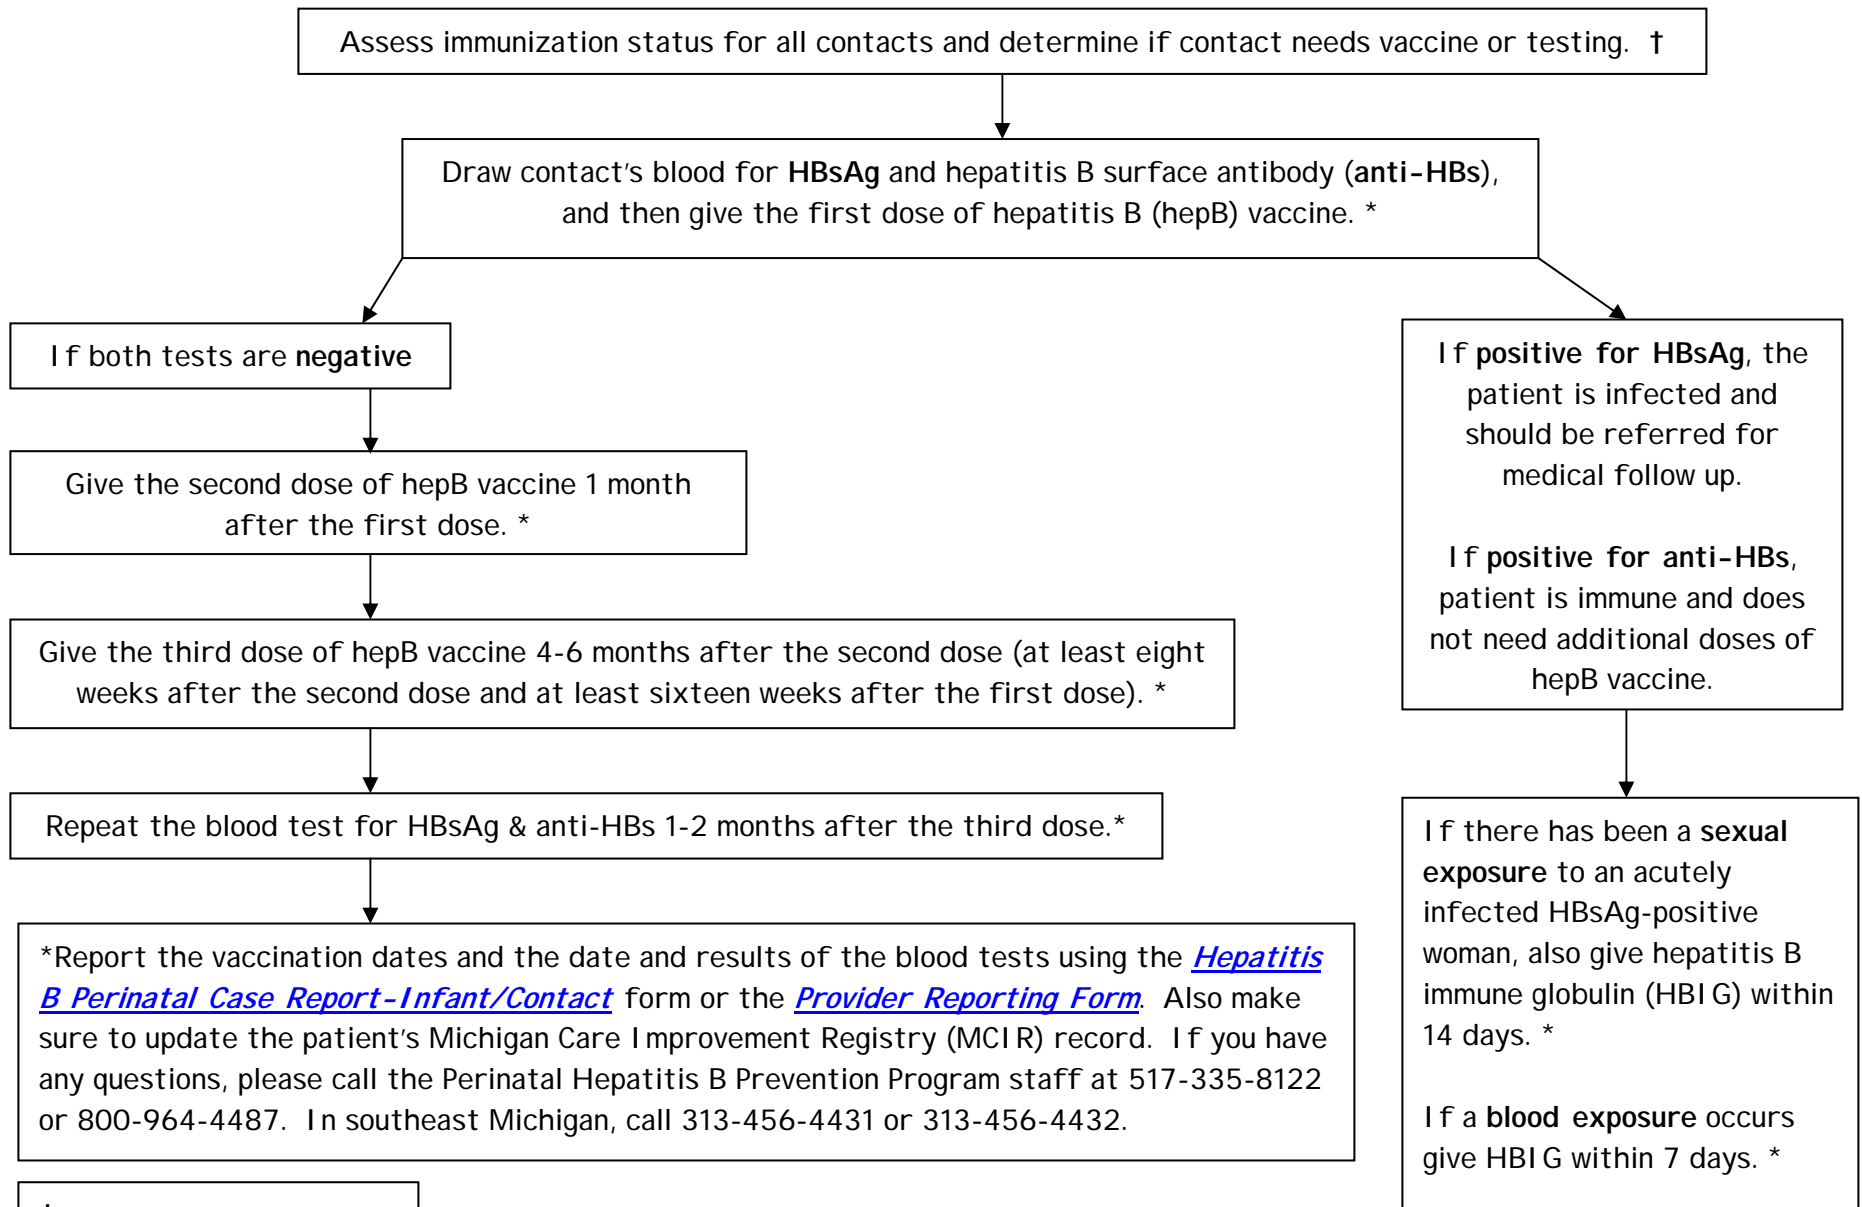 Assess immunization status for all contacts and determine if contact needs vaccine or testing. †
Draw contact's blood for HBsAg and hepatitis B surface antibody (anti-HBs),
and then give the first dose of hepatitis B (hepB) vaccine. *
If both tests are negative
Give the second dose of hepB vaccine 1 month
after the first dose. *
Give the third dose of hepB vaccine 4-6 months after the second dose (at least eight
weeks after the second dose and at least sixteen weeks after the first dose). *
Repeat the blood test for HBsAg & anti-HBs 1-2 months after the third dose.*
*Report the vaccination dates and the date and results of the blood tests using the Hepatitis
B Perinatal Case Report-Infant/Contact form or the Provider Reporting Form. Also make
sure to update the patient's Michigan Care Improvement Registry (MCIR) record. If you have
any questions, please call the Perinatal Hepatitis B Prevention Program staff at 517-335-8122
or 800-964-4487. In southeast Michigan, call 313-456-4431 or 313-456-4432.
If positive for HBsAg, the
patient is infected and
should be referred for
medical follow up.
If positive for anti-HBs,
patient is immune and does
not need additional doses of
hepB vaccine.
If there has been a sexual
exposure to an acutely
infected HBsAg-positive
woman, also give hepatitis B
immune globulin (HBIG) within
14 days. *
If a blood exposure occurs
give HBIG within 7 days. *